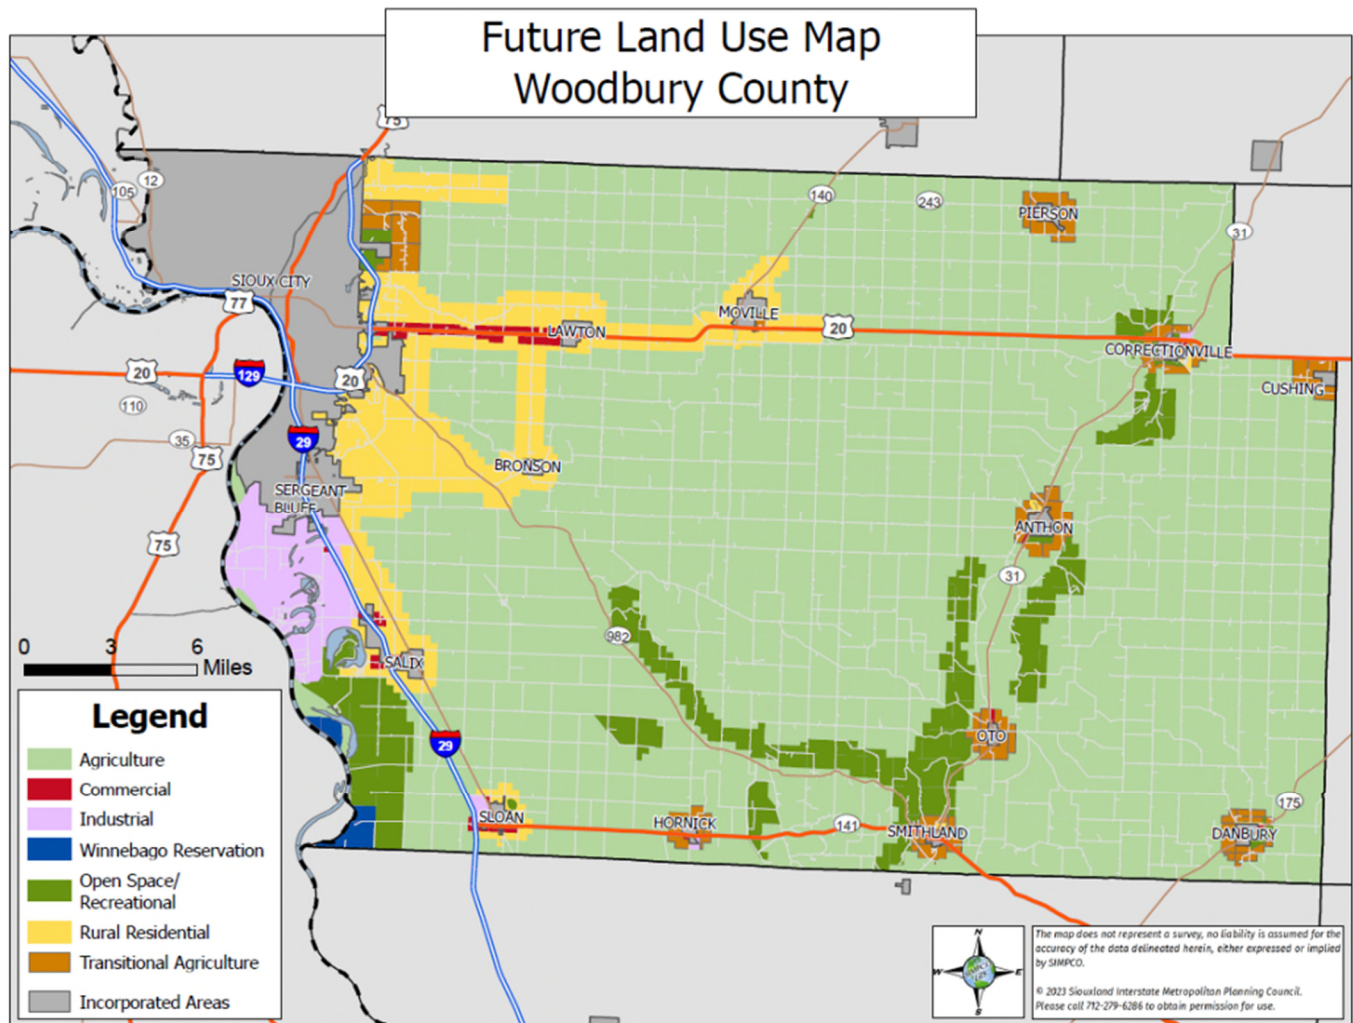 Future Land Use Map
Woodbury County
75
12
105
140
243
PIERSON
31
SIOUX CITY
77
MOVILLE
LAWTON
20
CORRECTIONVILLE
20
129
20
CUSHING
110
35
29
75
BRONSON
SERGEANT
BLUFF
ANTHON
75
31
982
0 3 6
Miles
SALIX
OTO
29
Legend
Agriculture
Commercial
Industrial
Winnebago Reservation
Open Space/
Recreational
Rural Residential
Transitional Agriculture
Incorporated Areas
SLOAN
HORNICK
141
SMITHLAND
175
DANBURY
N
W E
S
SIMPCO
The map does not represent a survey, no liability is assumed for the
accuracy of the data delineated herein, either expressed or implied
by SIMPCO.
© 2023 Siouxland Interstate Metropolitan Planning Council.
Please call 712-279-6286 to obtain permission for use.